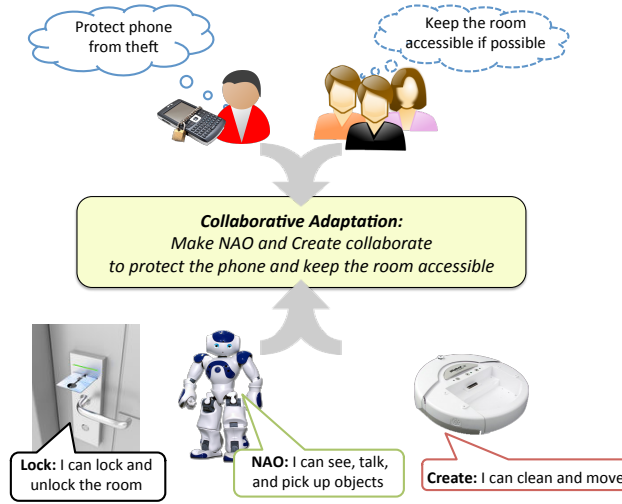 Protect phone
from theft
Keep the room
accessible if possible
Collaborative Adaptation:
Make NAO and Create collaborate
to protect the phone and keep the room accessible
Lock: I can lock and
unlock the room
NAO: I can see, talk,
and pick up objects
Create: I can clean and move